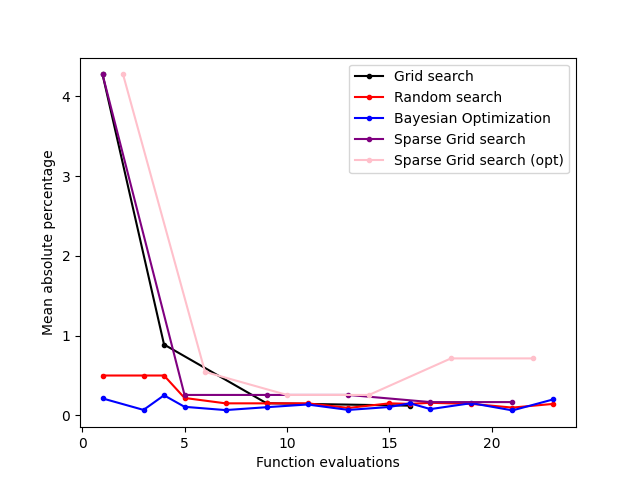 Grid search
Random search
Bayesian Optimization
Sparse Grid search
Sparse Grid search (opt)
Mean absolute percentage
4
3
2
1
0
0 5 10 15 20
Function evaluations